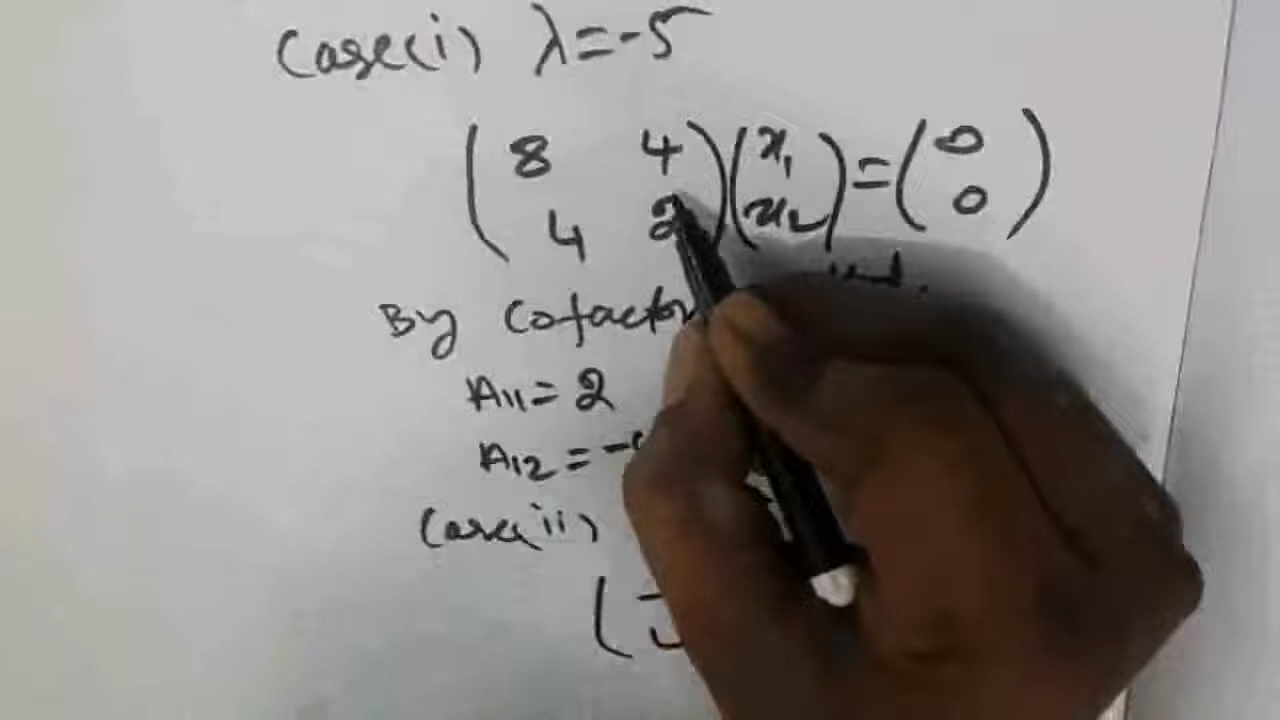 Case(i) λ=-5
(8 4) (x₁) = (0)
(4 2) (x₂) (0)
By Cofactor
A₁₁ = 2
A₁₂ = -
Case(ii)
(